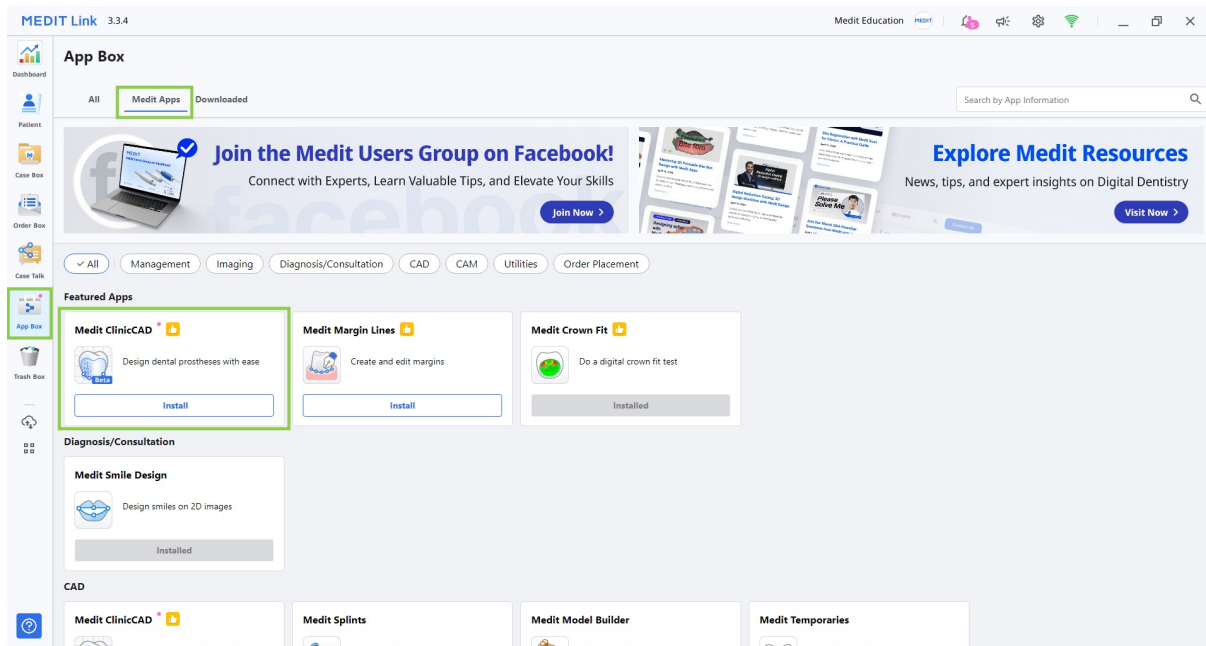 MEDIT Link 3.3.4
Medit Education MEDIT 5
Dashboard
Patient
Case Box
Order Box
Case Talk
App Box
Trash Box
App Box
All Medit Apps Downloaded
Search by App Information
Join the Medit Users Group on Facebook!
Connect with Experts, Learn Valuable Tips, and Elevate Your Skills
Join Now >
Explore Medit Resources
News, tips, and expert insights on Digital Dentistry
Visit Now >
Please
Solve Me
All Management Imaging Diagnosis/Consultation CAD CAM Utilities Order Placement
Featured Apps
Medit ClinicCAD
Design dental prostheses with ease
Beta
Install
Medit Margin Lines
Create and edit margins
Install
Medit Crown Fit
Do a digital crown fit test
Installed
Diagnosis/Consultation
Medit Smile Design
Design smiles on 2D images
Installed
CAD
Medit ClinicCAD
Medit Splints
Medit Model Builder
Medit Temporaries